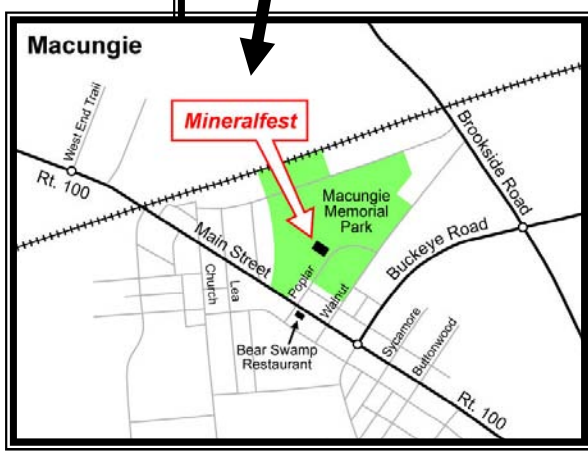 Macungie
West End Trail
Rt. 100
Mineralfest
Brookside Road
Macungie
Memorial
Park
Main Street
Buckeye Road
Church
Lea
Poplar
Walnut
Bear Swamp
Restaurant
Sycamore
Buttonwood
Rt. 100